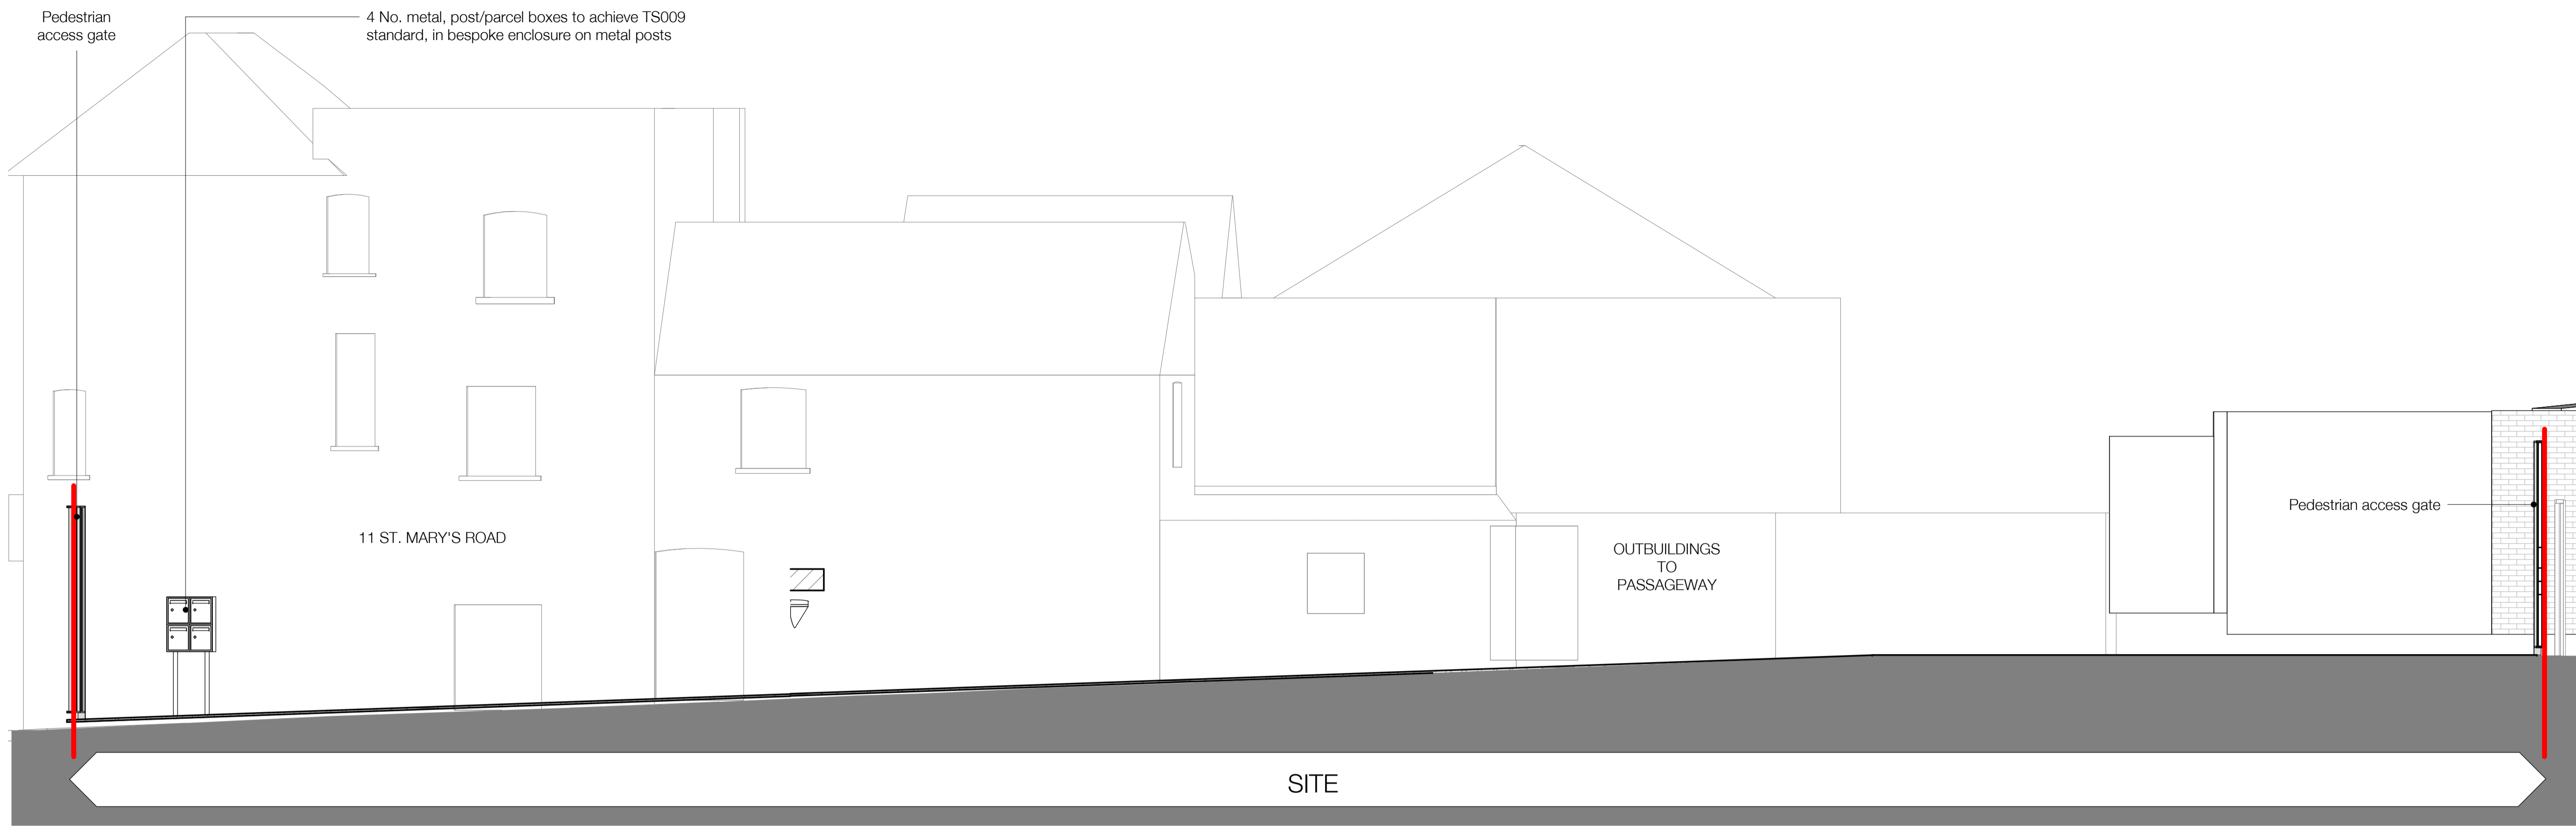 Pedestrian
access gate
4 No. metal, post/parcel boxes to achieve TS009
standard, in bespoke enclosure on metal posts
11 ST. MARY'S ROAD
Pedestrian access gate
OUTBUILDINGS
TO
PASSAGEWAY
SITE